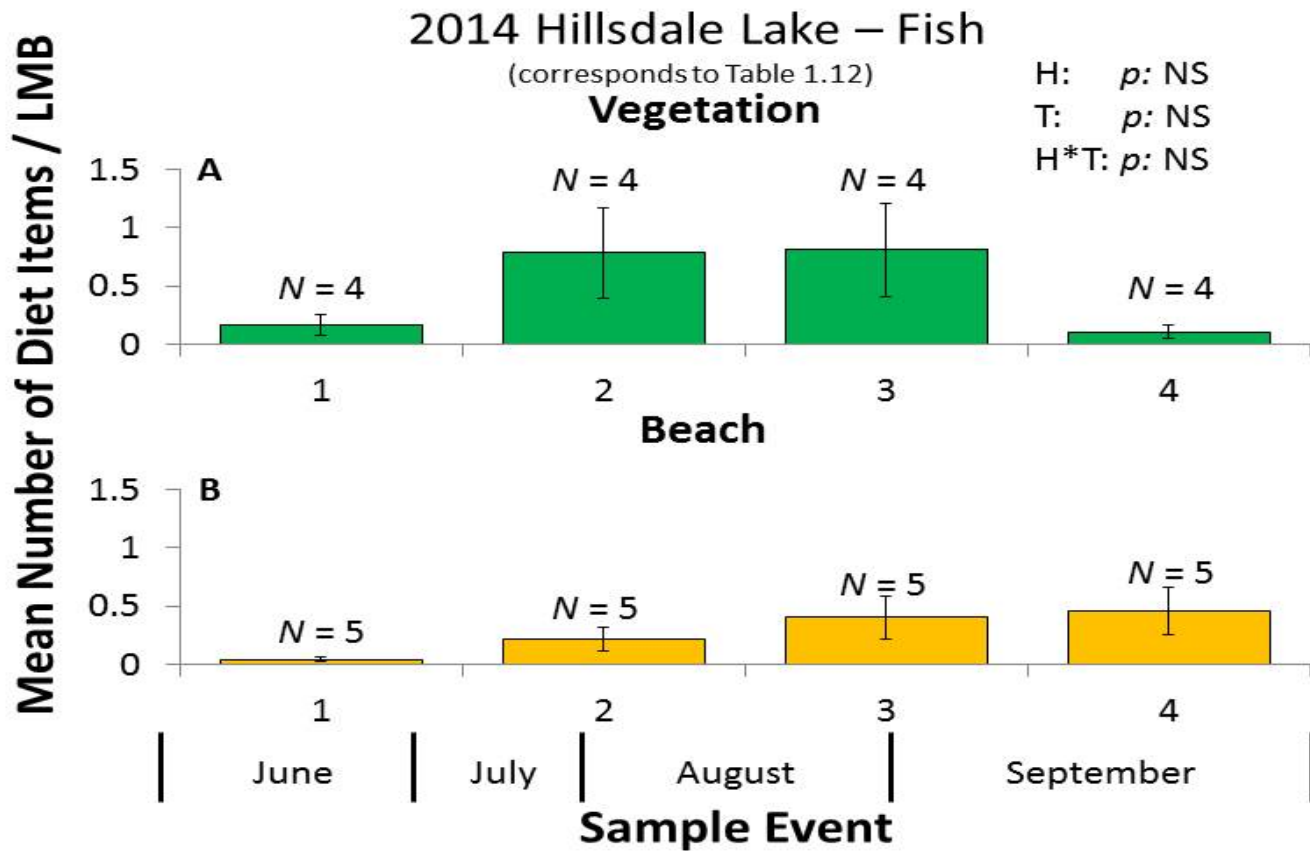 2014 Hillsdale Lake – Fish
(corresponds to Table 1.12)
H: p: NS
T: p: NS
H*T: p: NS
Mean Number of Diet Items / LMB
Vegetation
A
1.5
1
0.5
0
N = 4
N = 4
N = 4
N = 4
1 2 3 4
Beach
B
1.5
1
0.5
0
N = 5
N = 5
N = 5
N = 5
1 2 3 4
June July August September
Sample Event